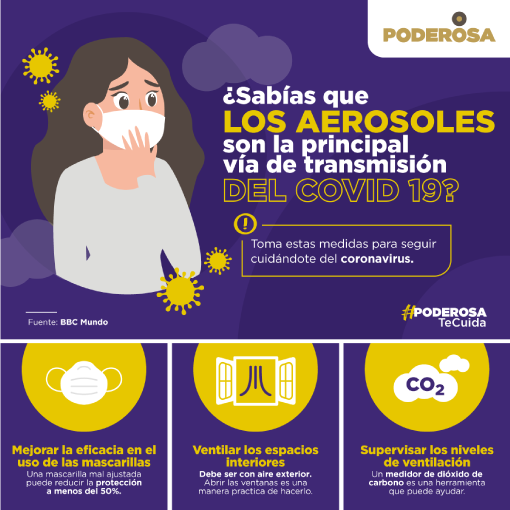 PODEROSA
¿Sabías que
LOS AEROSOLES
son la principal
vía de transmisión
DEL COVID 19?
Toma estas medidas para seguir
cuidándote del coronavirus.
Fuente: BBC Mundo
#PODEROSA
TeCuida
CO2
Mejorar la eficacia en el
uso de las mascarillas
Una mascarilla mal ajustada
puede reducir la protección
a menos del 50%.
Ventilar los espacios
interiores
Debe ser con aire exterior.
Abrir las ventanas es una
manera practica de hacerlo.
Supervisar los niveles
de ventilación
Un medidor de dióxido de
carbono es una herramienta
que puede ayudar.